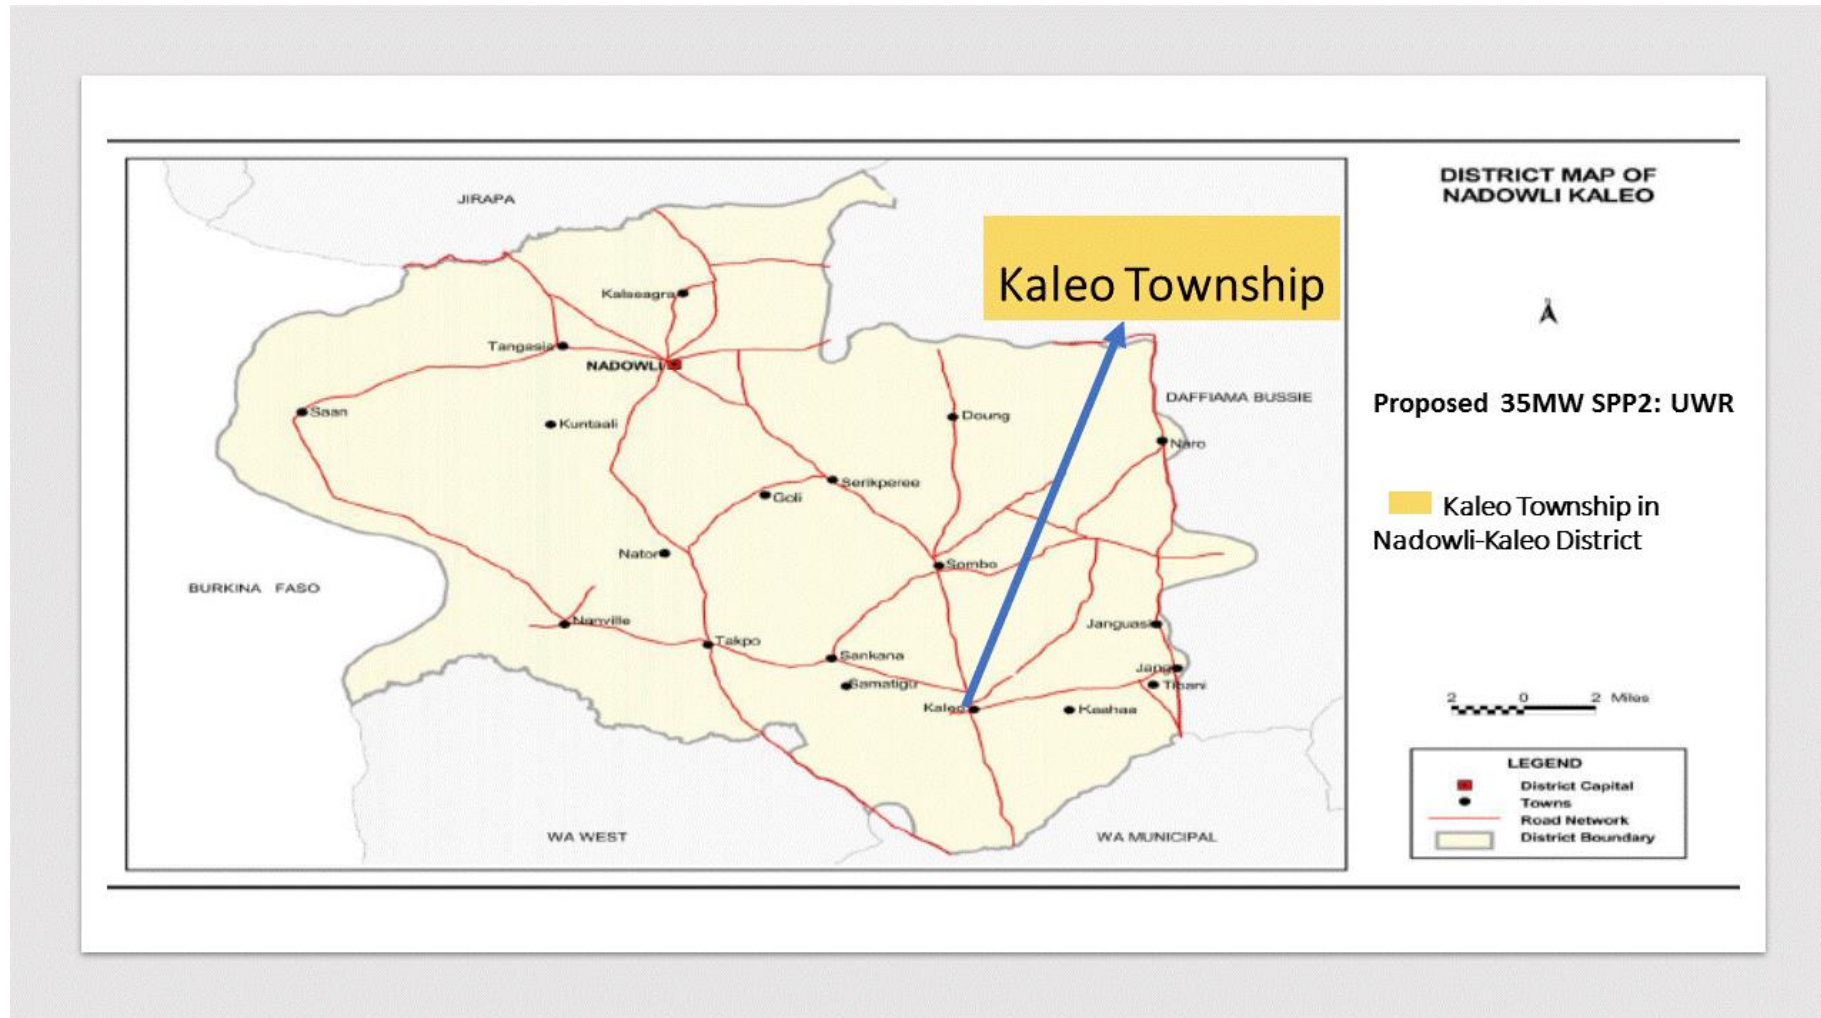 JIRAPA
Kaleo Township
Kalseagra
Tangasia
NADOWLI
DAFFIAMA BUSSIE
Saan
Doung
Kuntaali
Naro
Serikperee
Goli
Nator
Sombo
BURKINA FASO
Nanville
Janguasi
Takpo
Sankana
Jang
Samatigu
Tibani
Kaleo
Kaahaa
WA WEST
WA MUNICIPAL
DISTRICT MAP OF
NADOWLI KALEO
N
Proposed 35MW SPP2: UWR
Kaleo Township in
Nadowli-Kaleo District
2 0 2 Miles
LEGEND
District Capital
Towns
Road Network
District Boundary